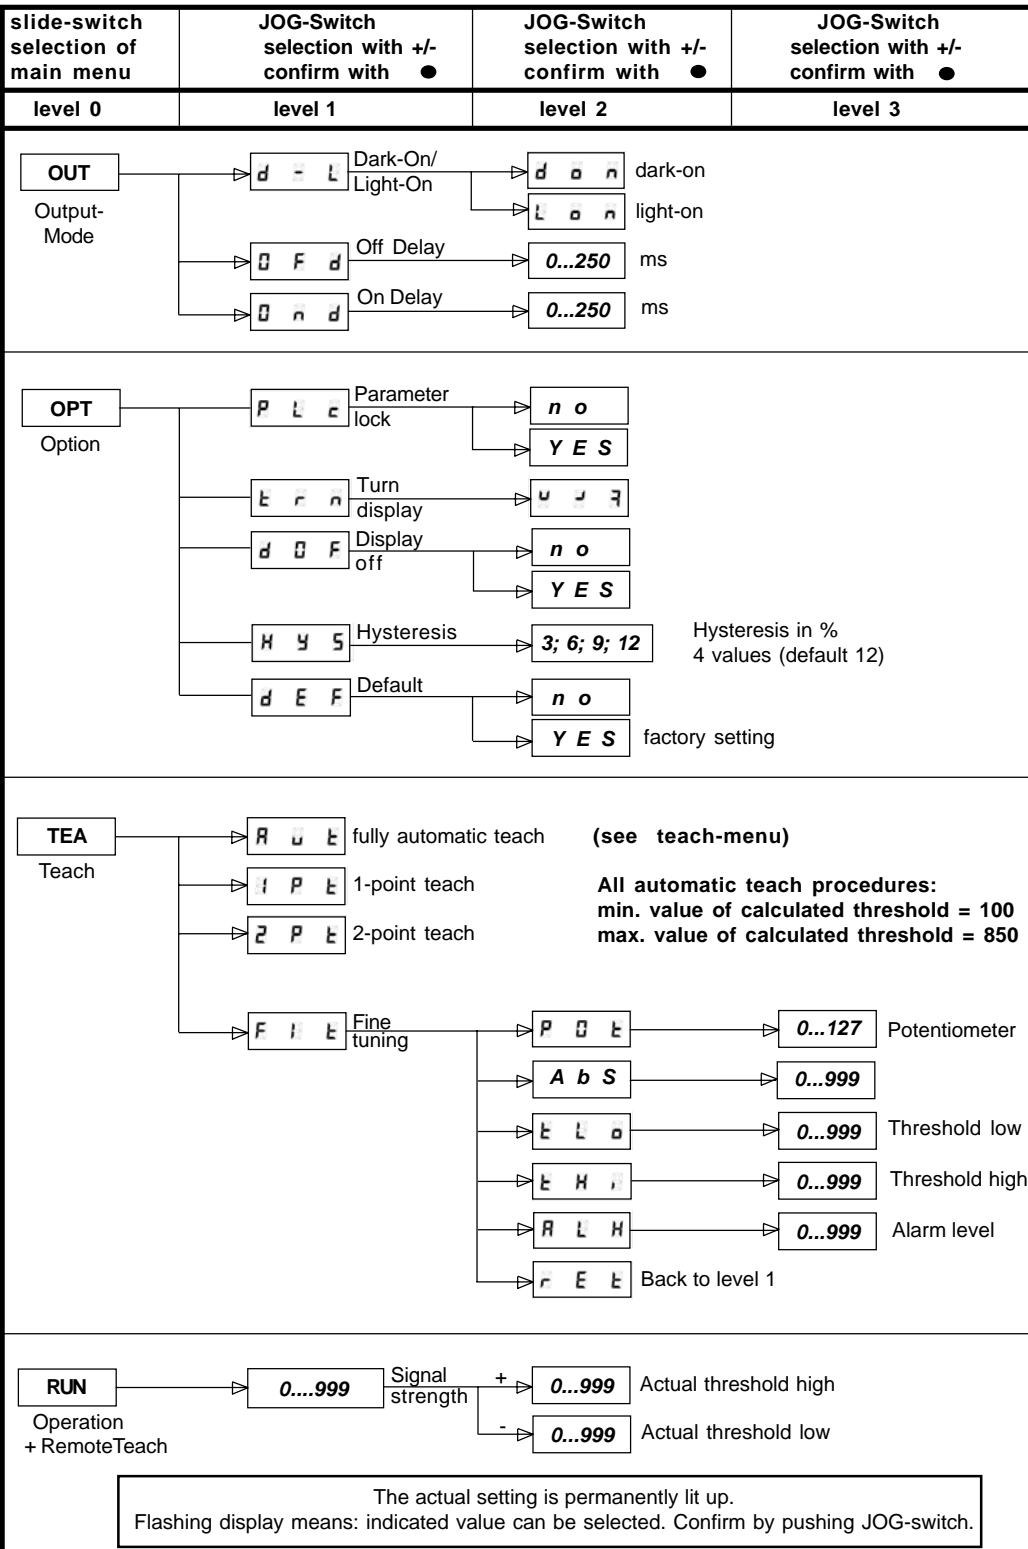 slide-switch selection of main menu
JOG-Switch selection with +/- confirm with ●
JOG-Switch selection with +/- confirm with ●
JOG-Switch selection with +/- confirm with ●
level 0
level 1
level 2
level 3
OUT
Output-
Mode
d - L
Dark-On/
Light-On
d o n
dark-on
L o n
light-on
O F d
Off Delay
0...250
ms
O n d
On Delay
0...250
ms
OPT
Option
P L c
Parameter
lock
n o
Y E S
t r n
Turn
display
d O F
Display
off
n o
Y E S
H Y S
Hysteresis
3; 6; 9; 12
Hysteresis in %
4 values (default 12)
d E F
Default
n o
Y E S
factory setting
TEA
Teach
A u t
fully automatic teach
(see teach-menu)
1 P t
1-point teach
All automatic teach procedures:
min. value of calculated threshold = 100
max. value of calculated threshold = 850
2 P t
2-point teach
F I t
Fine
tuning
P O t
0...127
Potentiometer
A b S
0...999
t L o
0...999
Threshold low
t H i
0...999
Threshold high
A L H
0...999
Alarm level
r E t
Back to level 1
RUN
Operation
+ RemoteTeach
0....999
Signal
strength
+
0...999
Actual threshold high
-
0...999
Actual threshold low
The actual setting is permanently lit up.
Flashing display means: indicated value can be selected. Confirm by pushing JOG-switch.